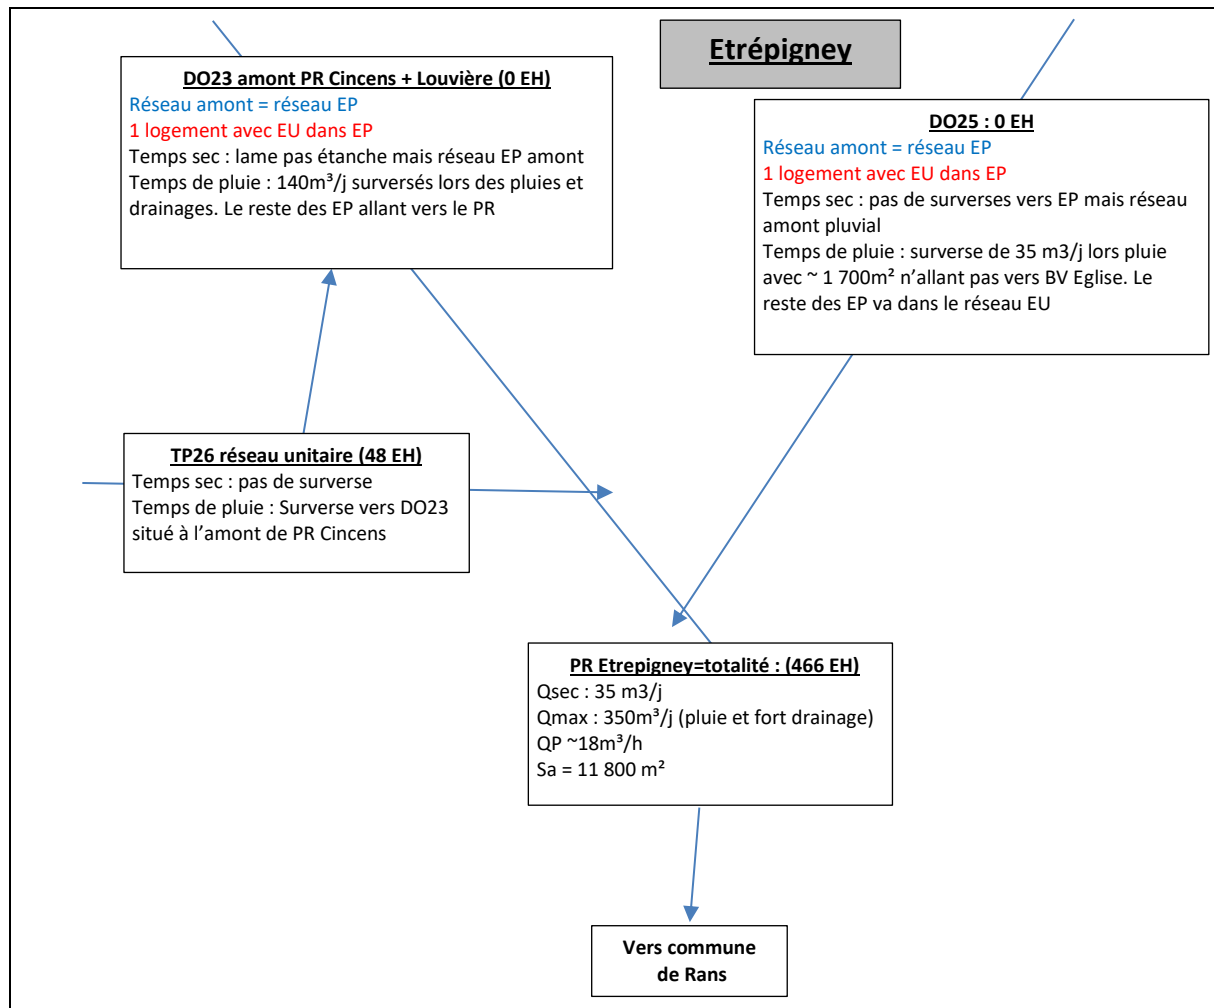 Etrépigney
DO23 amont PR Cincens + Louvière (0 EH)
Réseau amont = réseau EP
1 logement avec EU dans EP
Temps sec : lame pas étanche mais réseau EP amont
Temps de pluie : 140m³/j surversés lors des pluies et
drainages. Le reste des EP allant vers le PR
DO25 : 0 EH
Réseau amont = réseau EP
1 logement avec EU dans EP
Temps sec : pas de surverses vers EP mais réseau
amont pluvial
Temps de pluie : surverse de 35 m3/j lors pluie
avec ~ 1 700m² n’allant pas vers BV Eglise. Le
reste des EP va dans le réseau EU
TP26 réseau unitaire (48 EH)
Temps sec : pas de surverse
Temps de pluie : Surverse vers DO23
situé à l’amont de PR Cincens
PR Etrepigney=totalité : (466 EH)
Qsec : 35 m3/j
Qmax : 350m³/j (pluie et fort drainage)
QP ~18m³/h
Sa = 11 800 m²
Vers commune
de Rans